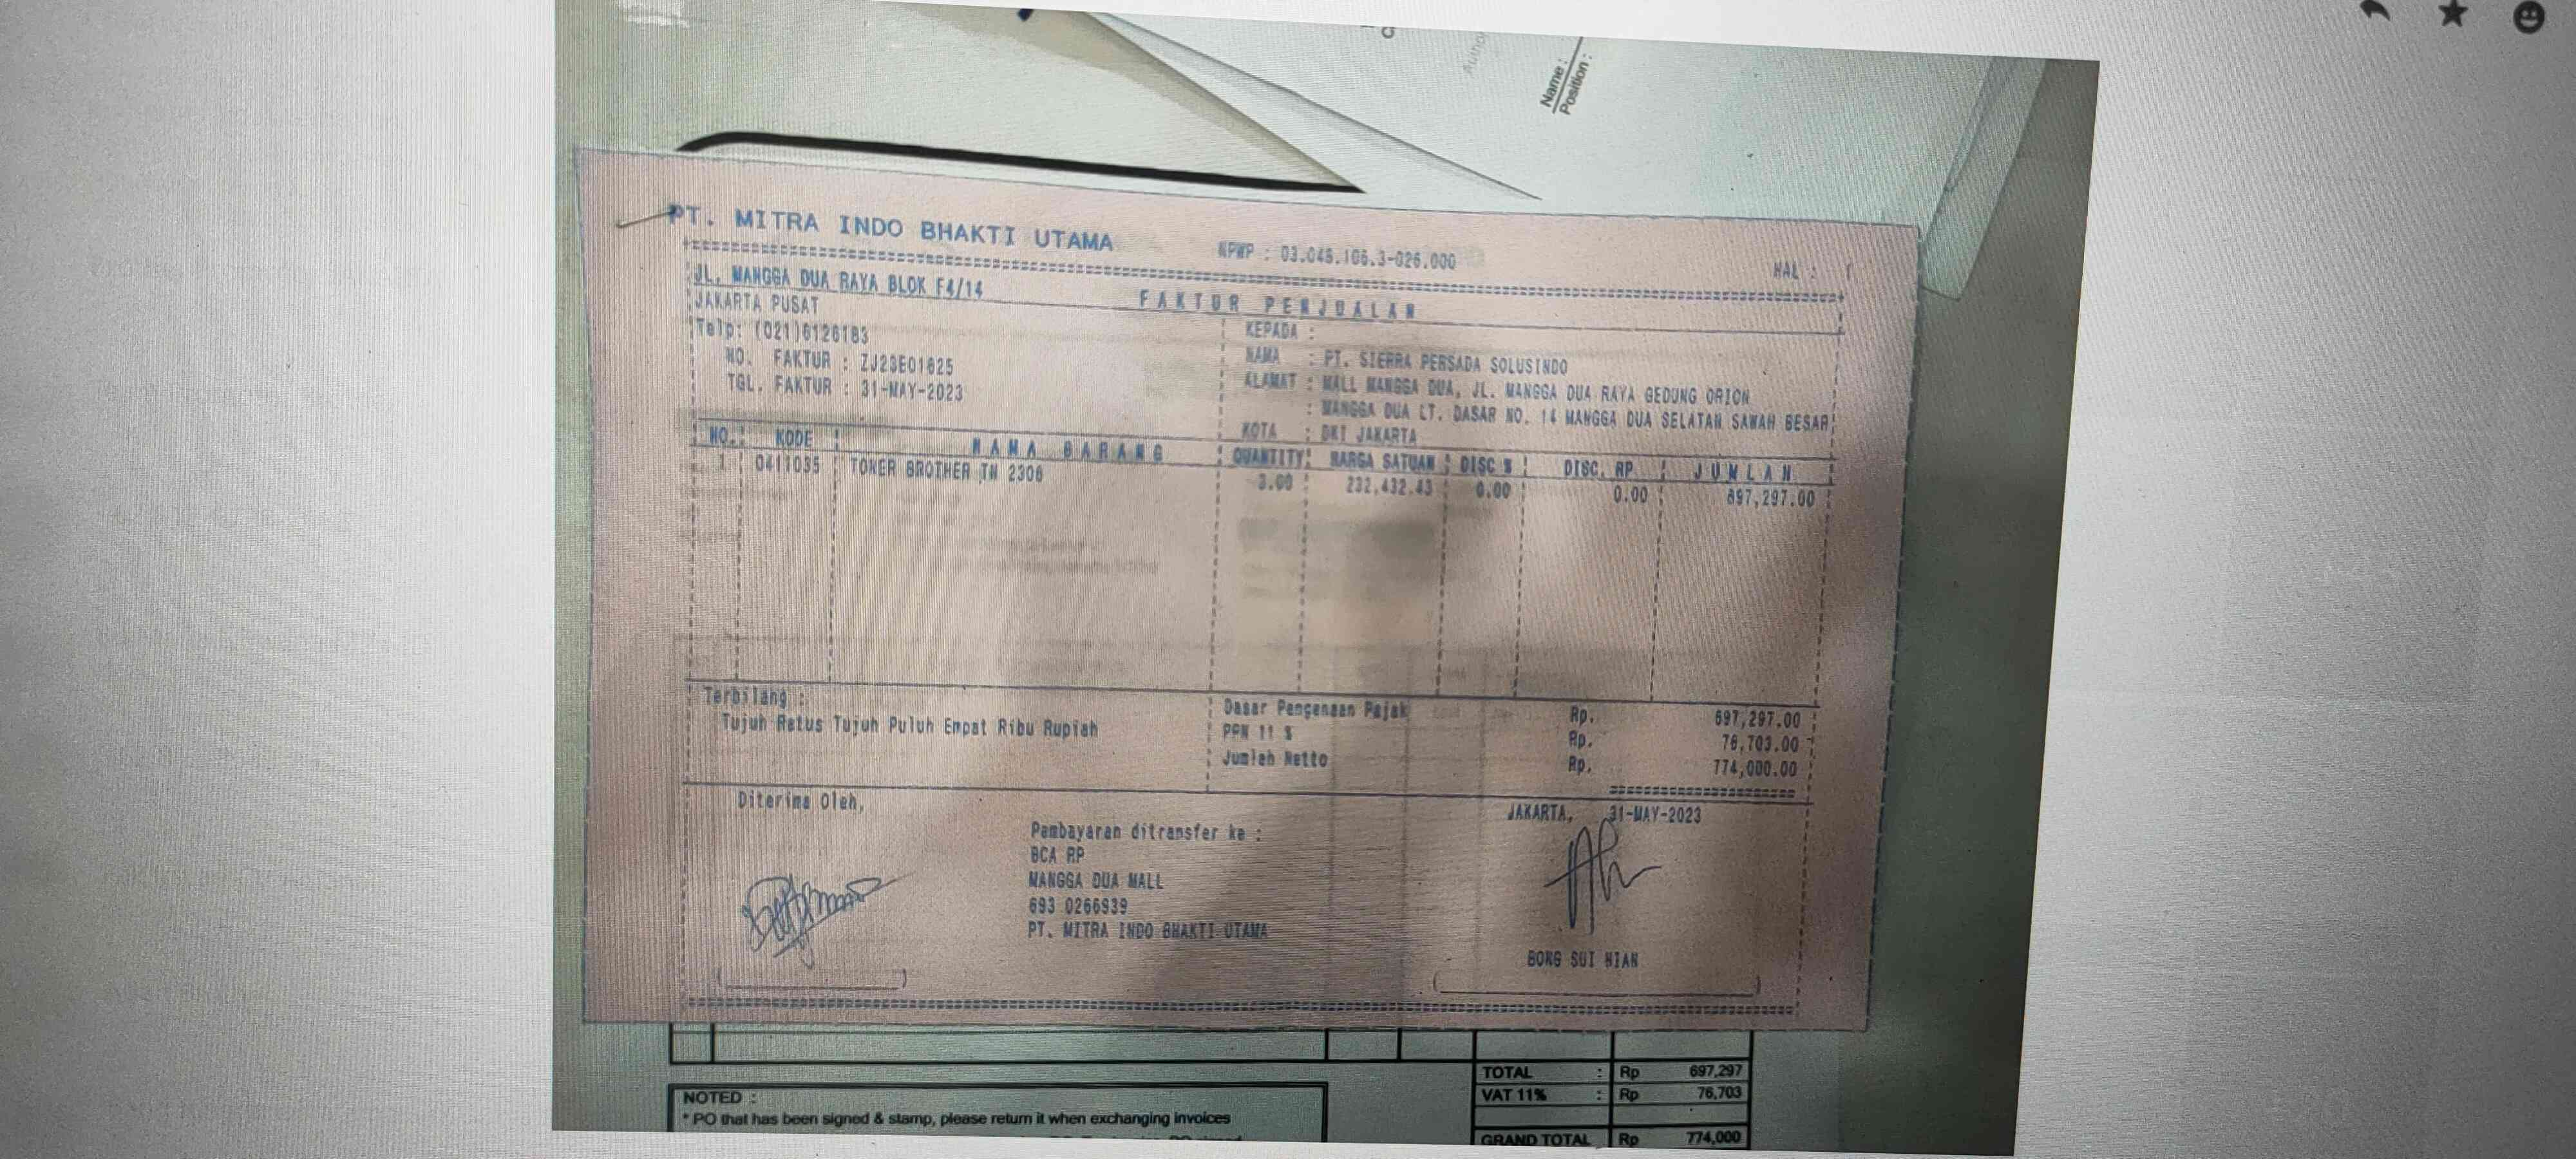 Name :
Position :
PT. MITRA INDO BHAKTI UTAMA
NPWP : 03.046.106.3-026.000
HAL : 1
JL. MANGGA DUA RAYA BLOK F4/14
FAKTUR PENJUALAN
JAKARTA PUSAT
Telp: (021)6126183
NO. FAKTUR : ZJ23E01625
TGL. FAKTUR : 31-MAY-2023
KEPADA :
NAMA : PT. SIERRA PERSADA SOLUSINDO
ALAMAT : MALL MANGGA DUA, JL. MANGGA DUA RAYA GEDUNG ORION
: MANGGA DUA LT. DASAR NO. 14 MANGGA DUA SELATAN SAWAH BESAR
KOTA : DKI JAKARTA
NO. KODE NAMA BARANG QUANTITY HARGA SATUAN DISC % DISC. RP JUMLAH
1 0411035 TONER BROTHER TN 2306 3.00 232,432.43 0.00 0.00 697,297.00
Terbilang :
Tujuh Ratus Tujuh Puluh Empat Ribu Rupiah
Dasar Pengenaan Pajak Rp. 697,297.00
PPN 11 % Rp. 76,703.00
Jumlah Netto Rp. 774,000.00
Diterima Oleh,
JAKARTA, 31-MAY-2023
Pembayaran ditransfer ke :
BCA RP
MANGGA DUA MALL
693 0266939
PT. MITRA INDO BHAKTI UTAMA
BONG SUI HIAN
TOTAL : Rp 697,297
VAT 11% : Rp 76,703
GRAND TOTAL Rp 774,000
NOTED :
* PO that has been signed & stamp, please return it when exchanging invoices